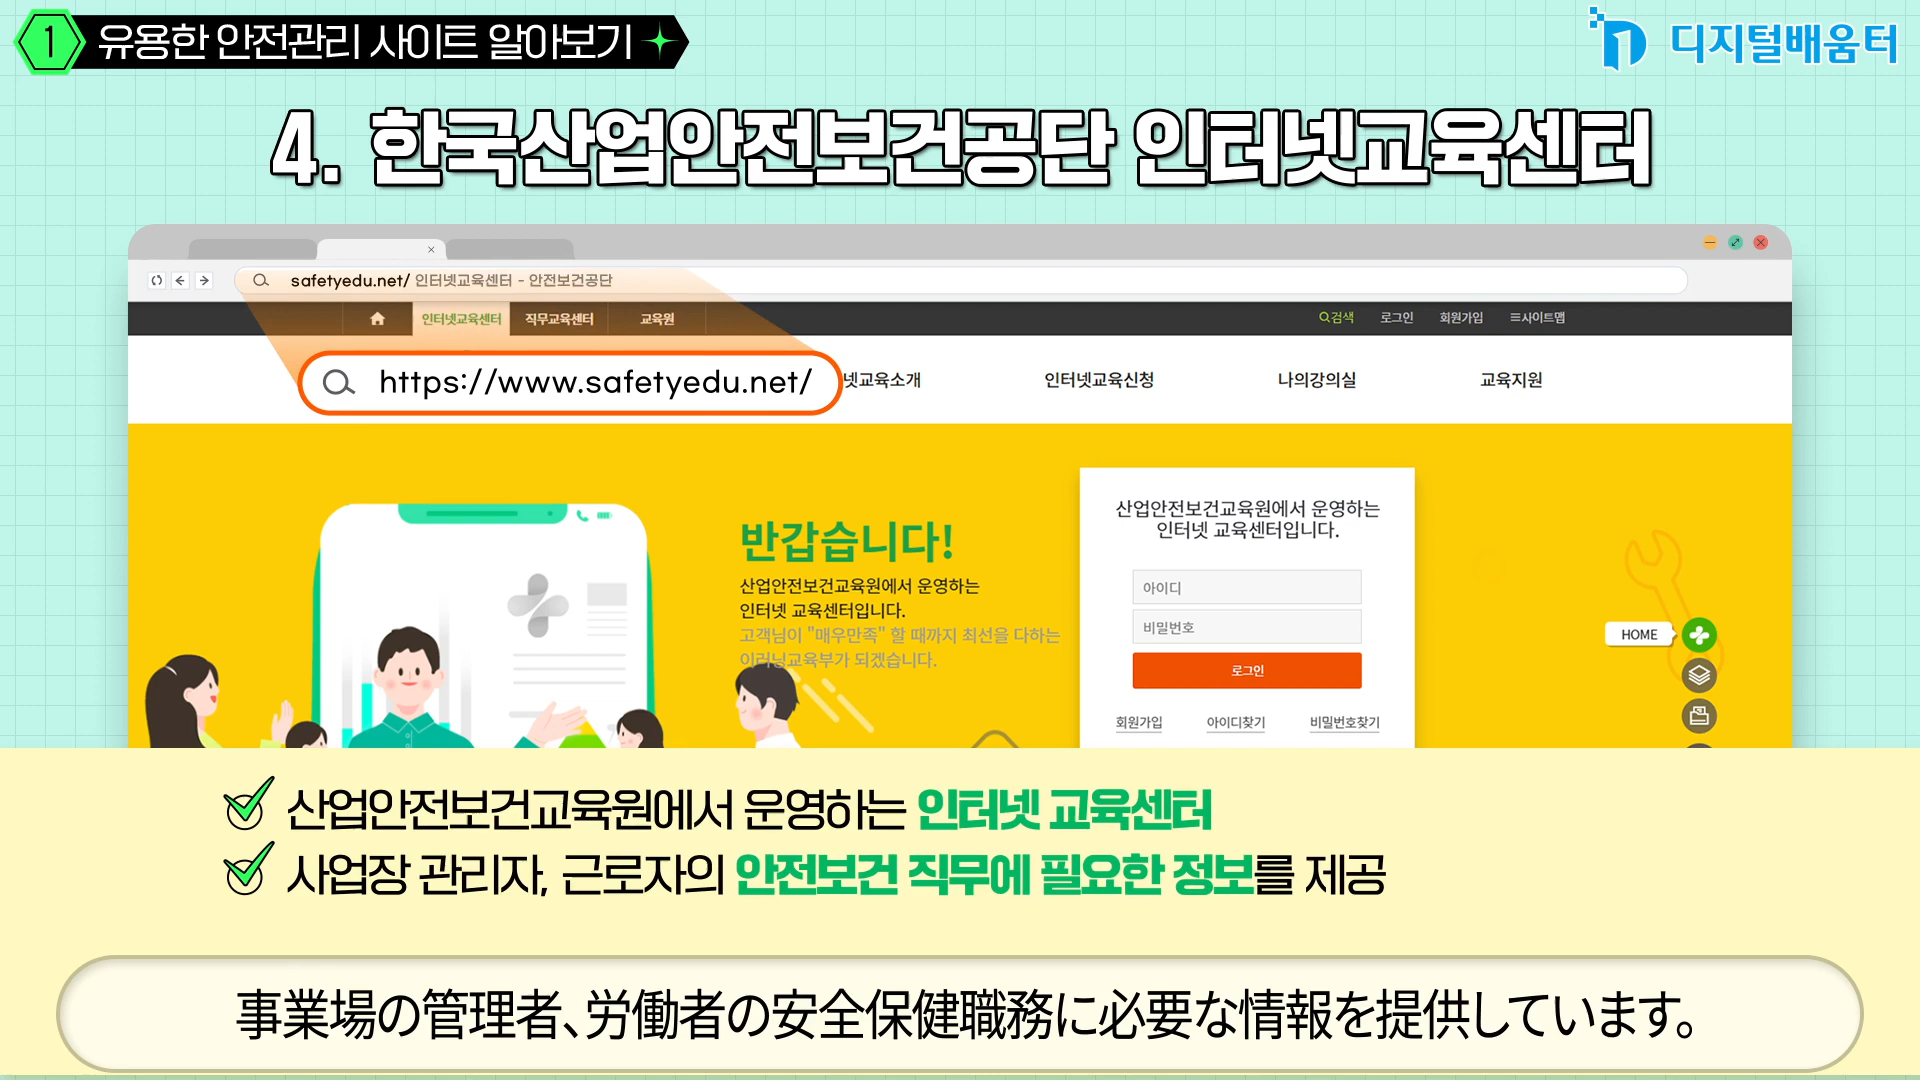 1 유용한 안전관리 사이트 알아보기
디지털배움터
4. 한국산업안전보건공단 인터넷교육센터
safetyedu.net/ 인터넷교육센터 - 안전보건공단
인터넷교육센터 직무교육센터 교육원 검색 로그인 회원가입 사이트맵
https://www.safetyedu.net/ 넷교육소개 인터넷교육신청 나의강의실 교육지원
반갑습니다!
산업안전보건교육원에서 운영하는
인터넷 교육센터입니다.
고객님이 "매우만족" 할 때까지 최선을 다하는
이러닝교육부가 되겠습니다.
산업안전보건교육원에서 운영하는
인터넷 교육센터입니다.
아이디
비밀번호
로그인
회원가입 아이디찾기 비밀번호찾기
HOME
산업안전보건교육원에서 운영하는 인터넷 교육센터
사업장 관리자, 근로자의 안전보건 직무에 필요한 정보를 제공
事業場の管理者、労働者の安全保健職務に必要な情報を提供しています。